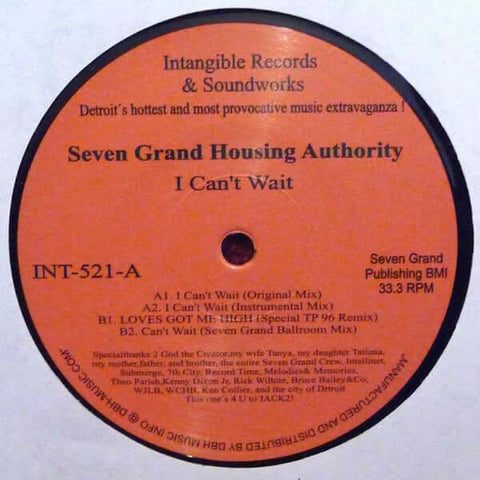 Intangible Records
& Soundworks
Detroit´s hottest and most provocative music extravaganza !
Seven Grand Housing Authority
I Can't Wait
INT-521-A
Seven Grand
Publishing BMI
33.3 RPM
A1. I Can't Wait (Original Mix)
A2. I Can't Wait (Instrumental Mix)
B1. LOVES GOT ME HIGH (Special TP 96 Remix)
B2. Can't Wait (Seven Grand Ballroom Mix)
Specialthanks 2 God the Creator,my wife Tanya, my daughter Tatiana,
my mother,father, and brother, the entire Seven Grand Crew, Intellinet,
Submerge, 7th City, Record Time, Melodies& Memories,
Theo Parish,Kenny Dixon Jr, Rick Wilhite, Bruce Bailey&Co,
WJLB, WCHB, Ken Collier, and the city of Drtroit
This one´s 4 U to JACK2!
MANUFACTURED AND DISTRIBUTED BY DBH MUSIC INFO @ DBH-MUSIC.COM